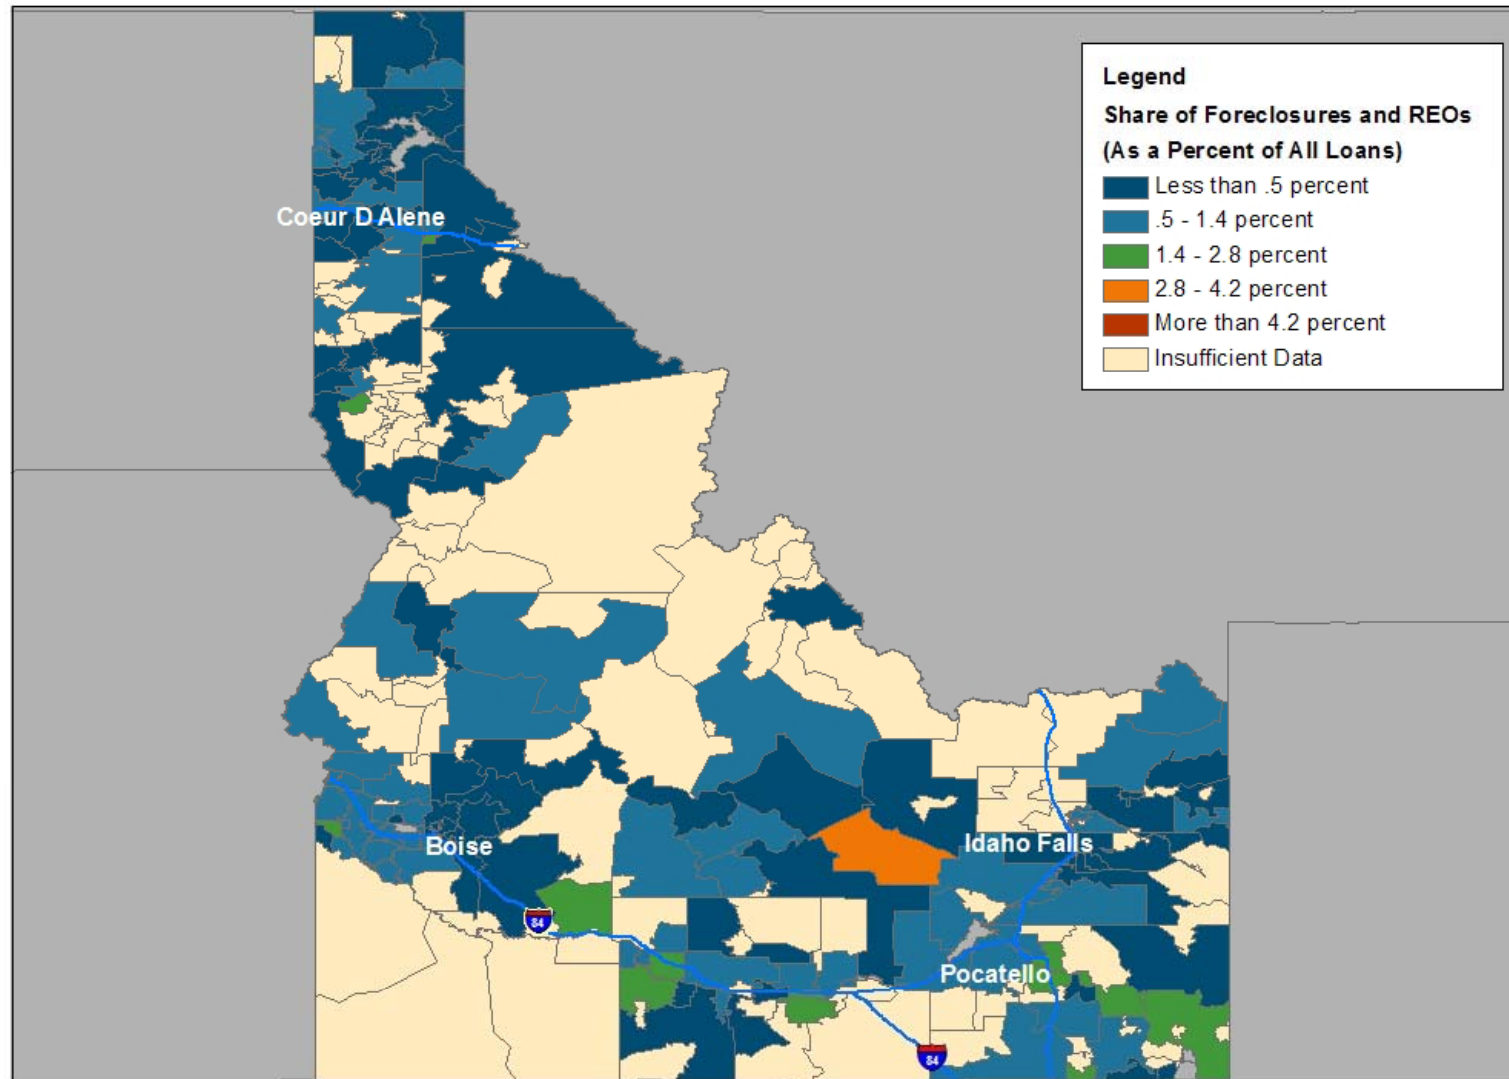 Legend
Share of Foreclosures and REOs
(As a Percent of All Loans)
Less than .5 percent
.5 - 1.4 percent
1.4 - 2.8 percent
2.8 - 4.2 percent
More than 4.2 percent
Insufficient Data
Coeur D Alene
Boise
Idaho Falls
84
Pocatello
84